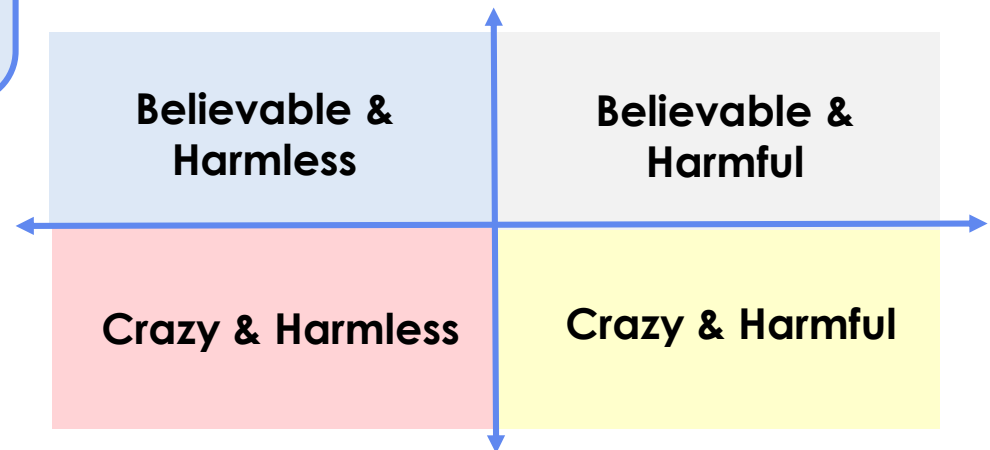 Believable &
Harmless
Believable &
Harmful
Crazy & Harmless
Crazy & Harmful